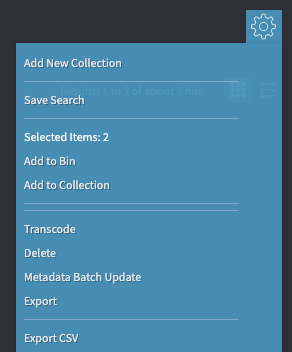 Add New Collection
Results: 1 to 3 of about 3 hits.
Save Search
Selected Items: 2
Add to Bin
Add to Collection
Transcode
Delete
Metadata Batch Update
Export
Export CSV